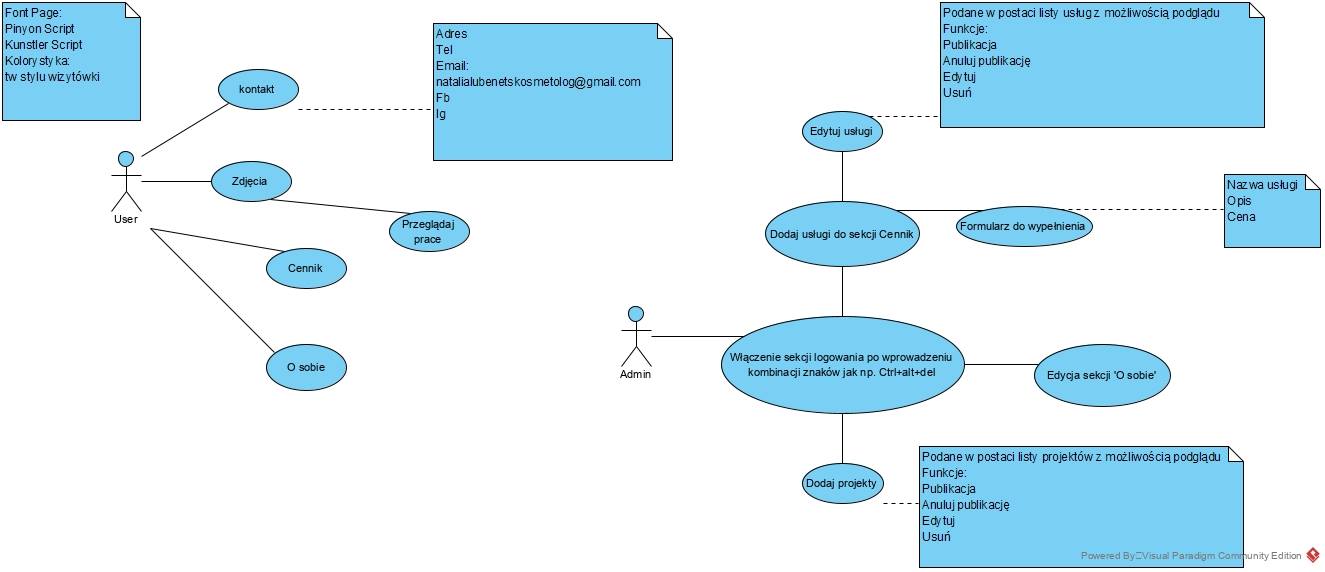 Font Page:
Pinyon Script
Kunstler Script
Kolorystyka:
tw stylu wizytówki
kontakt
Adres
Tel
Email:
natalialubenetskosmetolog@gmail.com
Fb
Ig
User
Zdjęcia
Przeglądaj
prace
Cennik
O sobie
Podane w postaci listy usług z możliwością podglądu
Funkcje:
Publikacja
Anuluj publikację
Edytuj
Usuń
Edytuj usługi
Nazwa usługi
Opis
Cena
Dodaj usługi do sekcji Cennik
Formularz do wypełnienia
Admin
Włączenie sekcji logowania po wprowadzeniu
kombinacji znaków jak np. Ctrl+alt+del
Edycja sekcji 'O sobie'
Dodaj projekty
Podane w postaci listy projektów z możliwością podglądu
Funkcje:
Publikacja
Anuluj publikację
Edytuj
Usuń
Powered By Visual Paradigm Community Edition